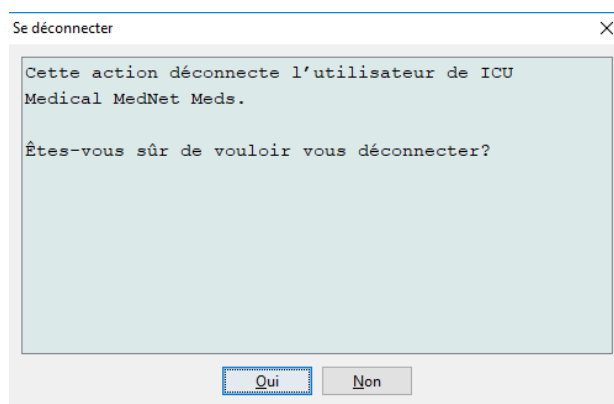 Se déconnecter
Cette action déconnecte l’utilisateur de ICU
Medical MedNet Meds.
Êtes-vous sûr de vouloir vous déconnecter?
Oui
Non